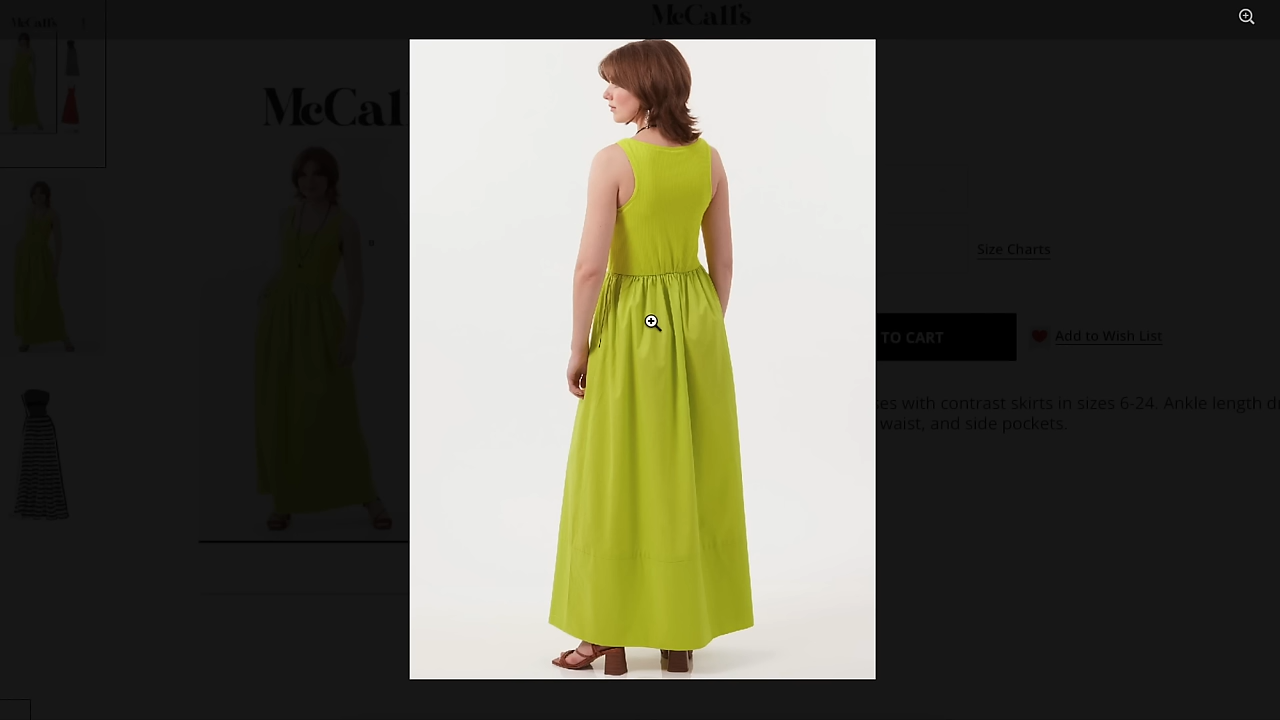 McCall's
McCall's
McCal
Size Charts
TO CART
Add to Wish List
es with contrast skirts in sizes 6-24. Ankle length d
waist, and side pockets.